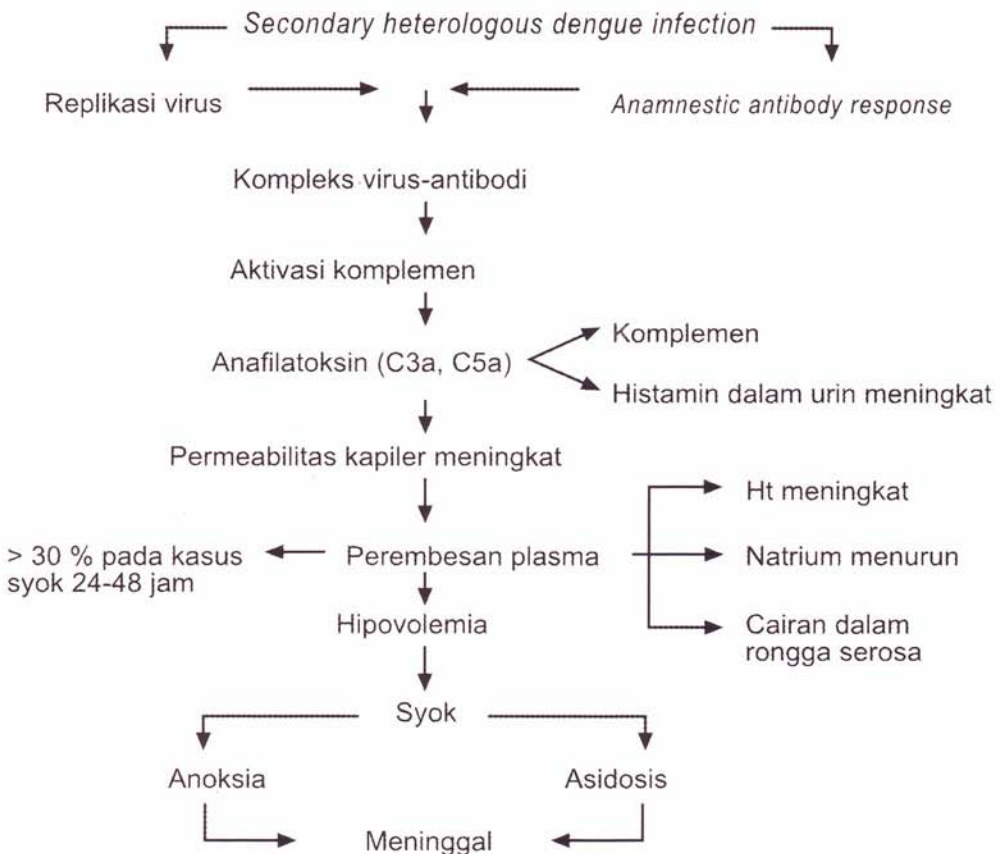 Secondary heterologous dengue infection
Replikasi virus
Anamnestic antibody response
Kompleks virus-antibodi
Aktivasi komplemen
Anafilatoksin (C3a, C5a)
Komplemen
Histamin dalam urin meningkat
Permeabilitas kapiler meningkat
> 30 % pada kasus
syok 24-48 jam
Perembesan plasma
Ht meningkat
Natrium menurun
Cairan dalam
rongga serosa
Hipovolemia
Syok
Anoksia
Asidosis
Meninggal